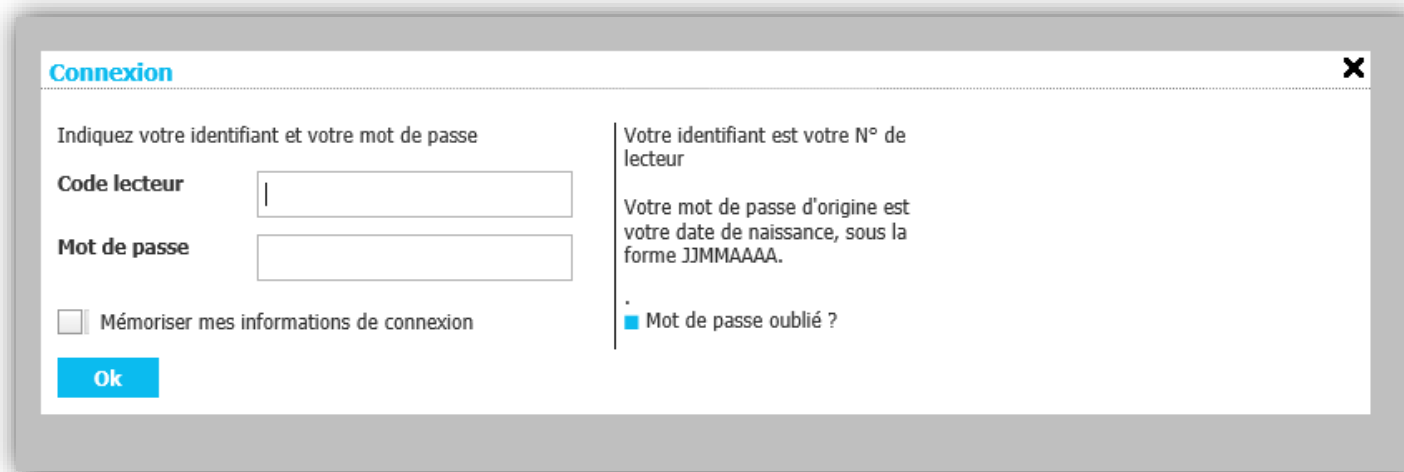 Connexion
Indiquez votre identifiant et votre mot de passe
Code lecteur
Mot de passe
Mémoriser mes informations de connexion
Ok
Votre identifiant est votre N° de
lecteur
Votre mot de passe d'origine est
votre date de naissance, sous la
forme JJMMAAAA.
.
Mot de passe oublié ?